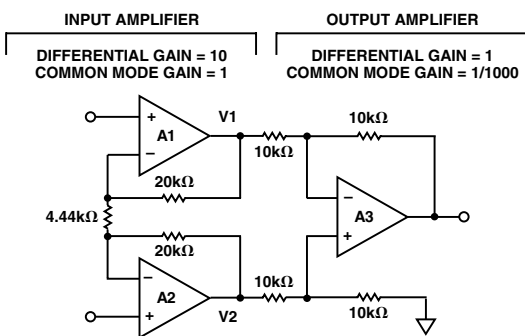 INPUT AMPLIFIER
OUTPUT AMPLIFIER
DIFFERENTIAL GAIN = 10
COMMON MODE GAIN = 1
DIFFERENTIAL GAIN = 1
COMMON MODE GAIN = 1/1000
+
A1
−
V1
10kΩ
10kΩ
20kΩ
4.44kΩ
20kΩ
−
A3
+
−
A2
+
V2
10kΩ
10kΩ